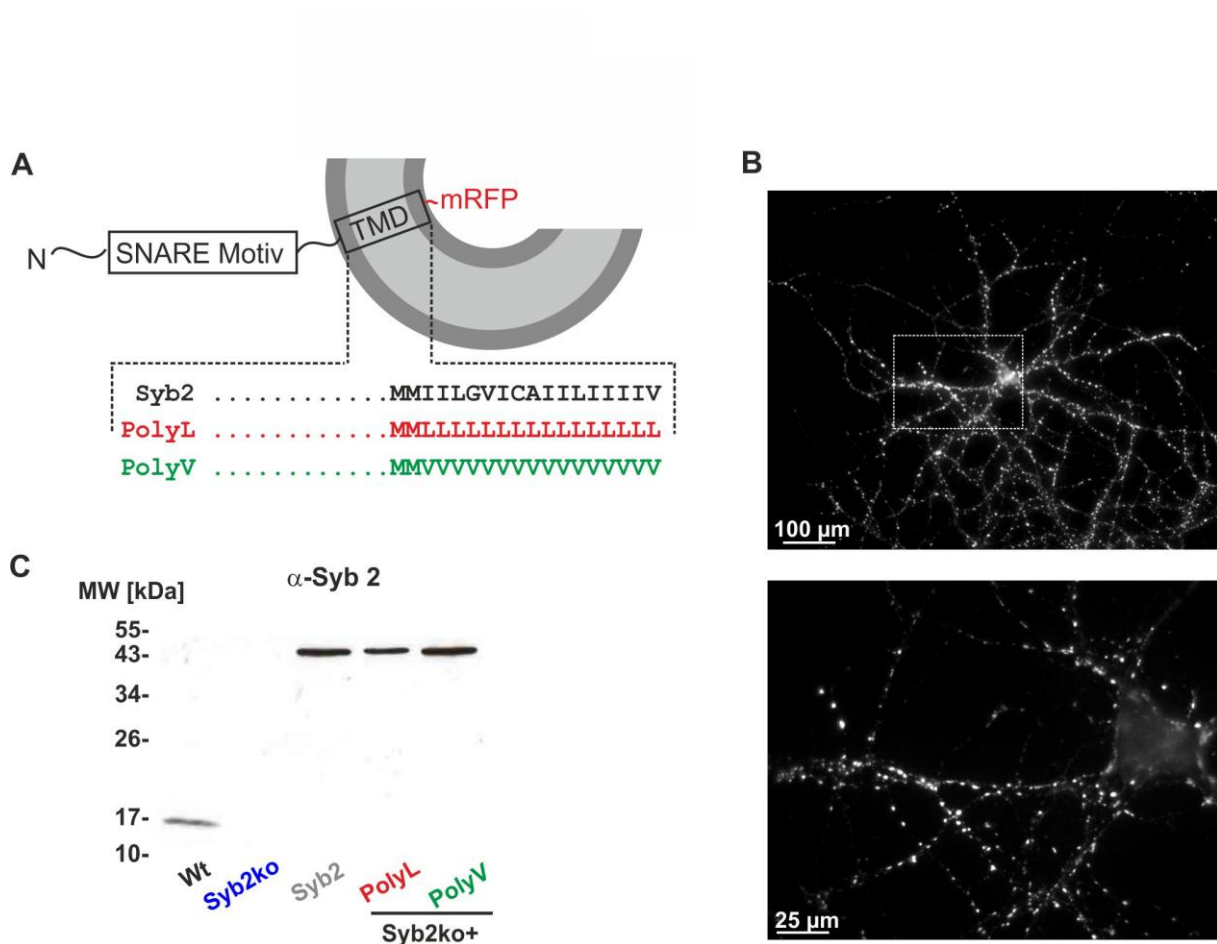 A
mRFP
TMD
N
SNARE Motiv
Syb2 ............MMIILGVICAIILIIIIV
PolyL ............MMLLLLLLLLLLLLLLLL
PolyV ............MMVVVVVVVVVVVVVVVV
B
100 µm
25 µm
C
MW [kDa]
α-Syb 2
55-
43-
34-
26-
17-
10-
Wt
Syb2ko
Syb2
PolyL
PolyV
Syb2ko+